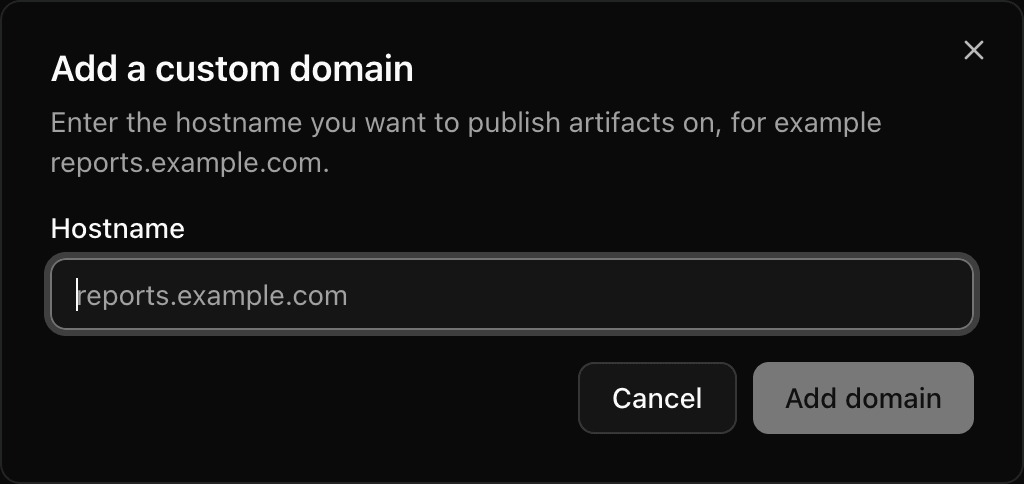 Add a custom domain
Enter the hostname you want to publish artifacts on, for example
reports.example.com.
Hostname
reports.example.com
Cancel
Add domain